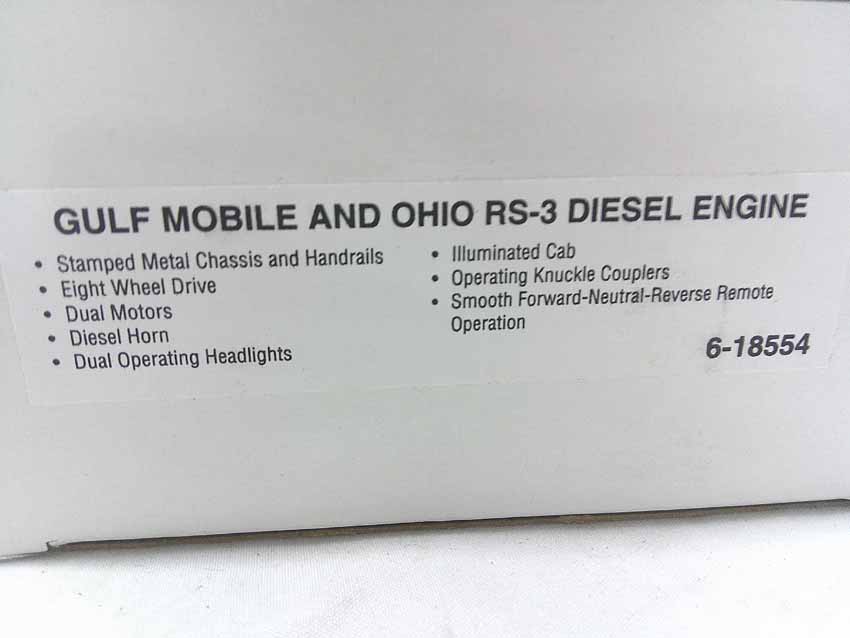 GULF MOBILE AND OHIO RS-3 DIESEL ENGINE
• Stamped Metal Chassis and Handrails
• Eight Wheel Drive
• Dual Motors
• Diesel Horn
• Dual Operating Headlights
• Illuminated Cab
• Operating Knuckle Couplers
• Smooth Forward-Neutral-Reverse Remote
Operation
6-18554